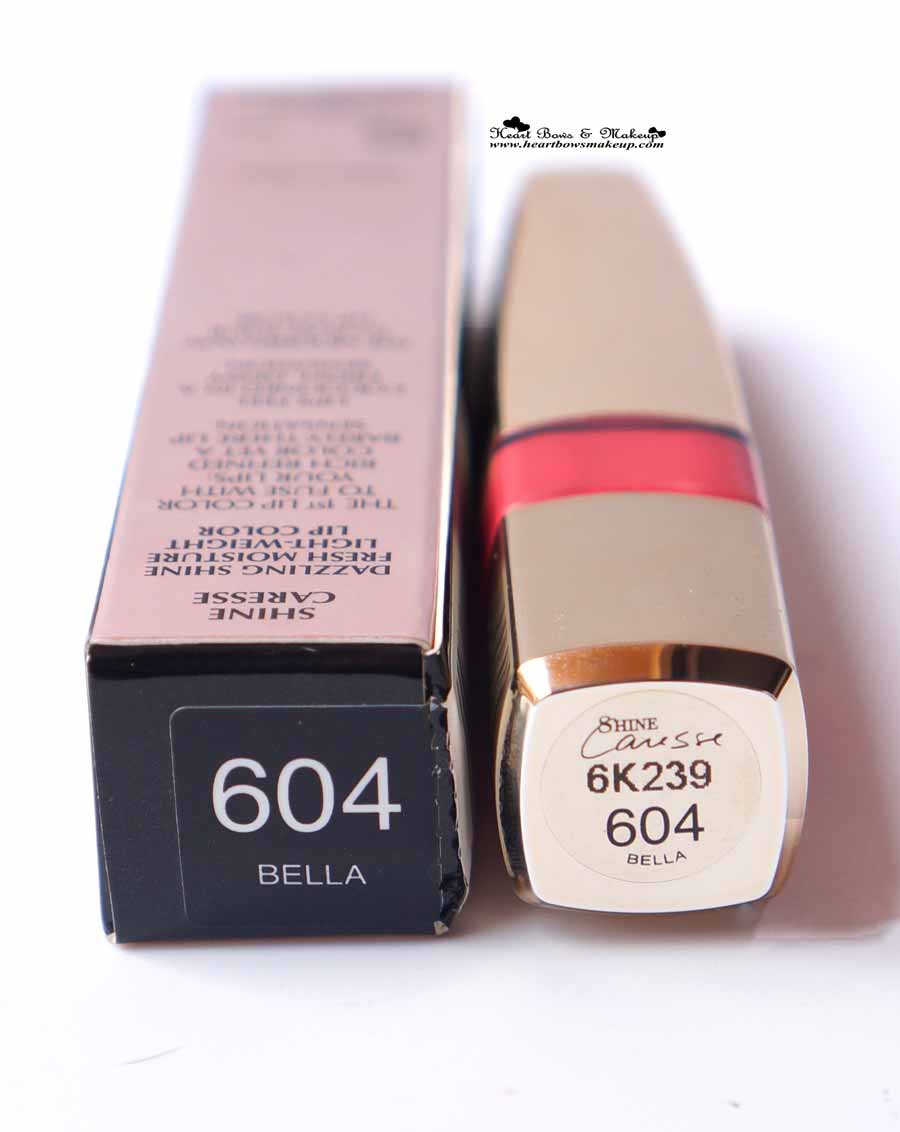 Heart Bows & Makeup
www.heartbowsmakeup.com
SHINE
CARESSE
DAZZLING SHINE
FRESH MOISTURE
LIGHT-WEIGHT
LIP COLOR
THE 1ST LIP COLOR
TO FUSE WITH
YOUR LIPS:
RICH REFINED
COLOR YET A
BARELY-THERE LIP
SENSATION.
604
BELLA
SHINE
Caresse
6K239
604
BELLA